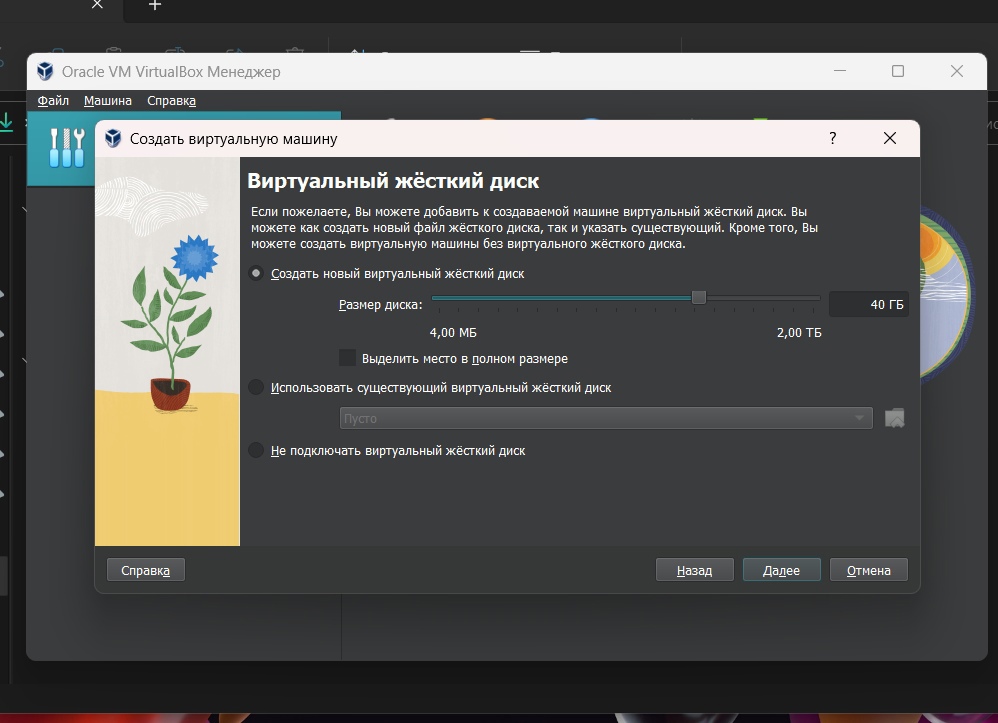 Oracle VM VirtualBox Менеджер
Файл Машина Справка
Создать виртуальную машину
?
Виртуальный жёсткий диск
Если пожелаете, Вы можете добавить к создаваемой машине виртуальный жёсткий диск. Вы
можете как создать новый файл жёсткого диска, так и указать существующий. Кроме того, Вы
можете создать виртуальную машины без виртуального жёсткого диска.
Создать новый виртуальный жёсткий диск
Размер диска:
40 ГБ
4,00 МБ
2,00 ТБ
Выделить место в полном размере
Использовать существующий виртуальный жёсткий диск
Пусто
Не подключать виртуальный жёсткий диск
Справка
Назад
Далее
Отмена